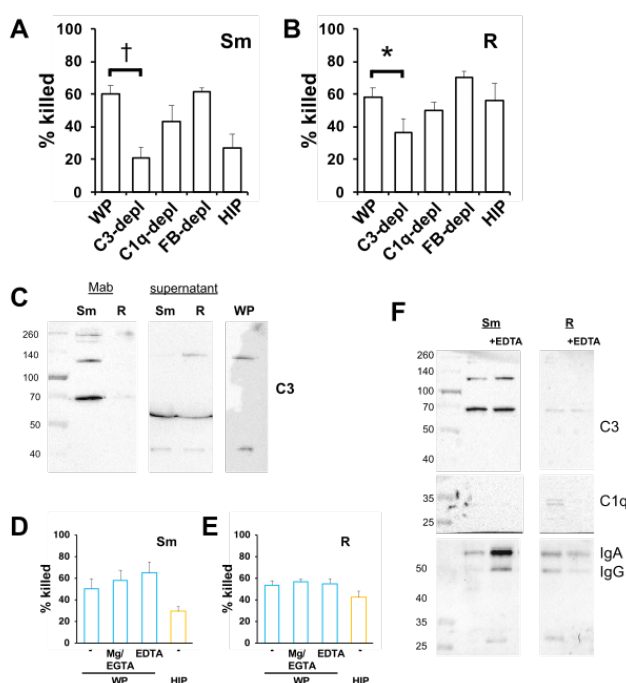 A
Sm
†
% killed
100
80
60
40
20
0
WP
C3-depl
C1q-depl
FB-depl
HIP
B
R
*
% killed
100
80
60
40
20
0
WP
C3-depl
C1q-depl
FB-depl
HIP
C
Mab
supernatant
Sm R Sm R WP
260
140
100
70
50
40
C3
D
Sm
% killed
100
80
60
40
20
0
- Mg/ EDTA -
EGTA
WP HIP
E
R
% killed
100
80
60
40
20
0
- Mg/ EDTA -
EGTA
WP HIP
F
Sm R
+EDTA +EDTA
260
140
100
70
50
40
C3
35
25
C1q
IgA
IgG
50
35
25